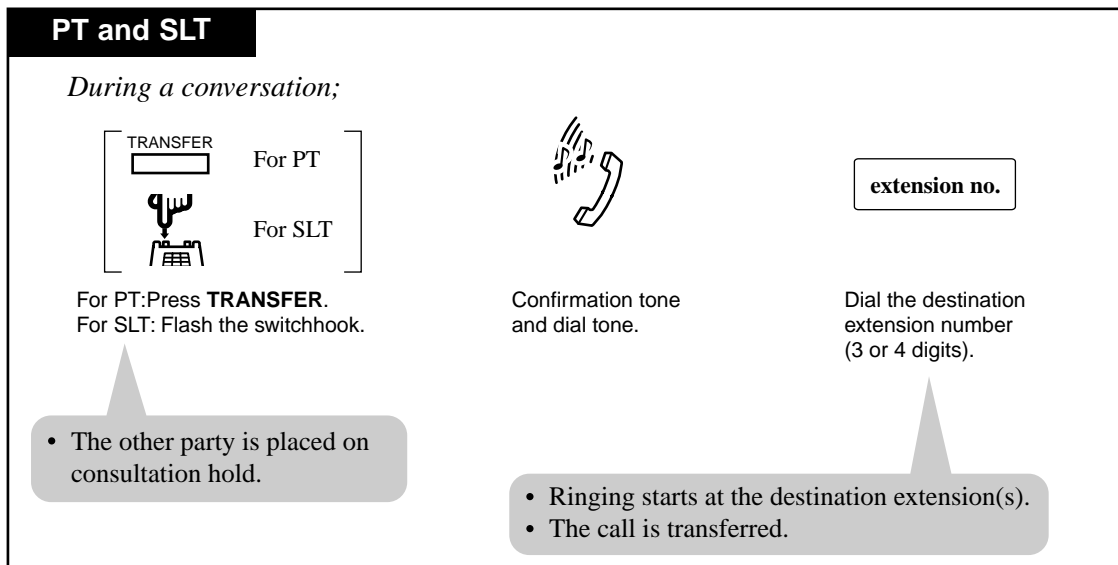 PT and SLT
During a conversation;
TRANSFER
For PT
For SLT
For PT:Press TRANSFER.
For SLT: Flash the switchhook.
Confirmation tone
and dial tone.
extension no.
Dial the destination
extension number
(3 or 4 digits).
• The other party is placed on
consultation hold.
• Ringing starts at the destination extension(s).
• The call is transferred.